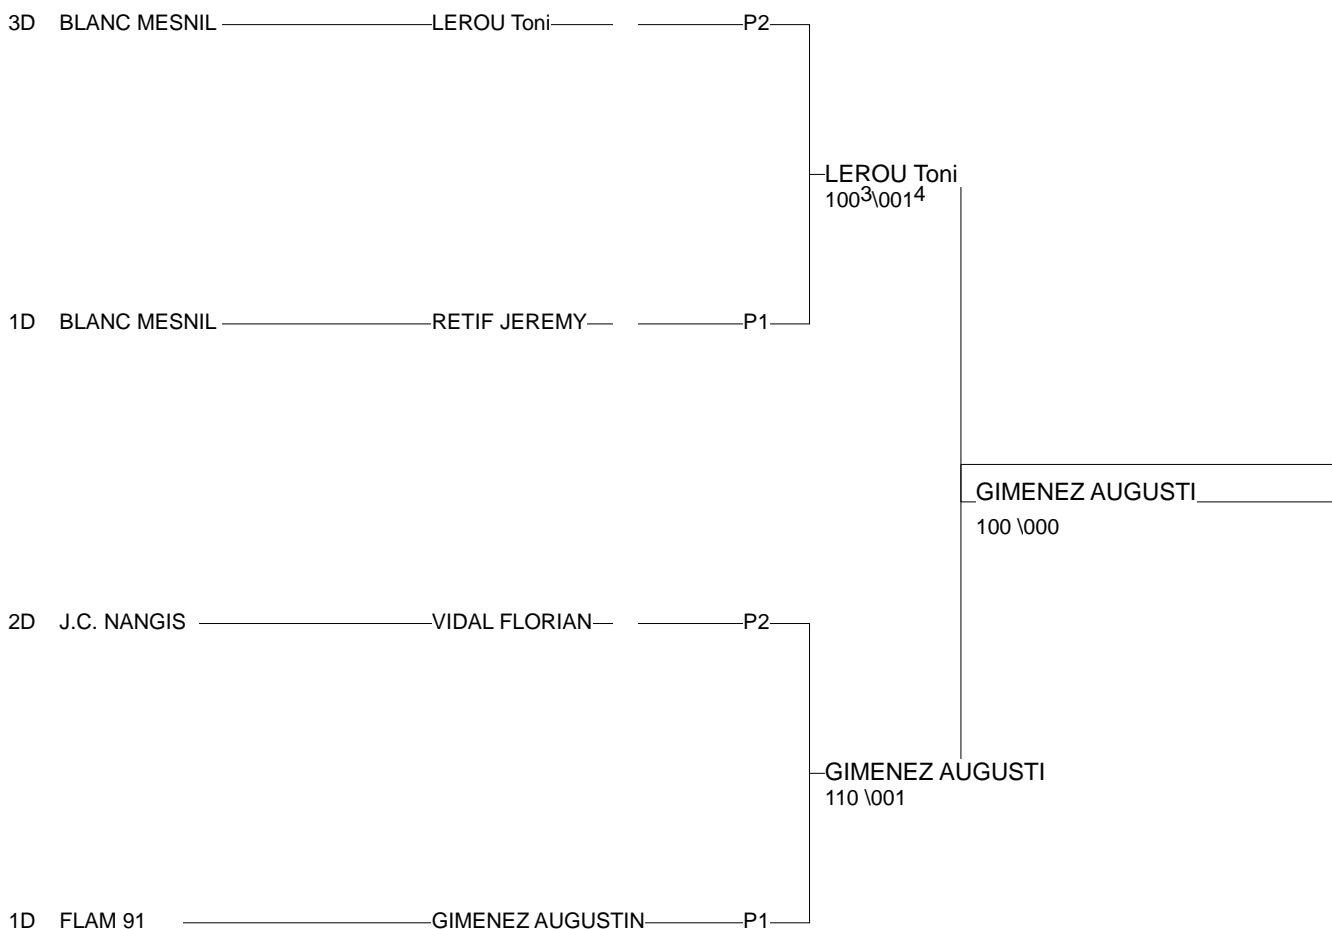 3D BLANC MESNIL LEROU Toni P2
LEROU Toni
100³\001⁴
1D BLANC MESNIL RETIF JEREMY P1
GIMENEZ AUGUSTI
100 \000
2D J.C. NANGIS VIDAL FLORIAN P2
GIMENEZ AUGUSTI
110 \001
1D FLAM 91 GIMENEZ AUGUSTIN P1